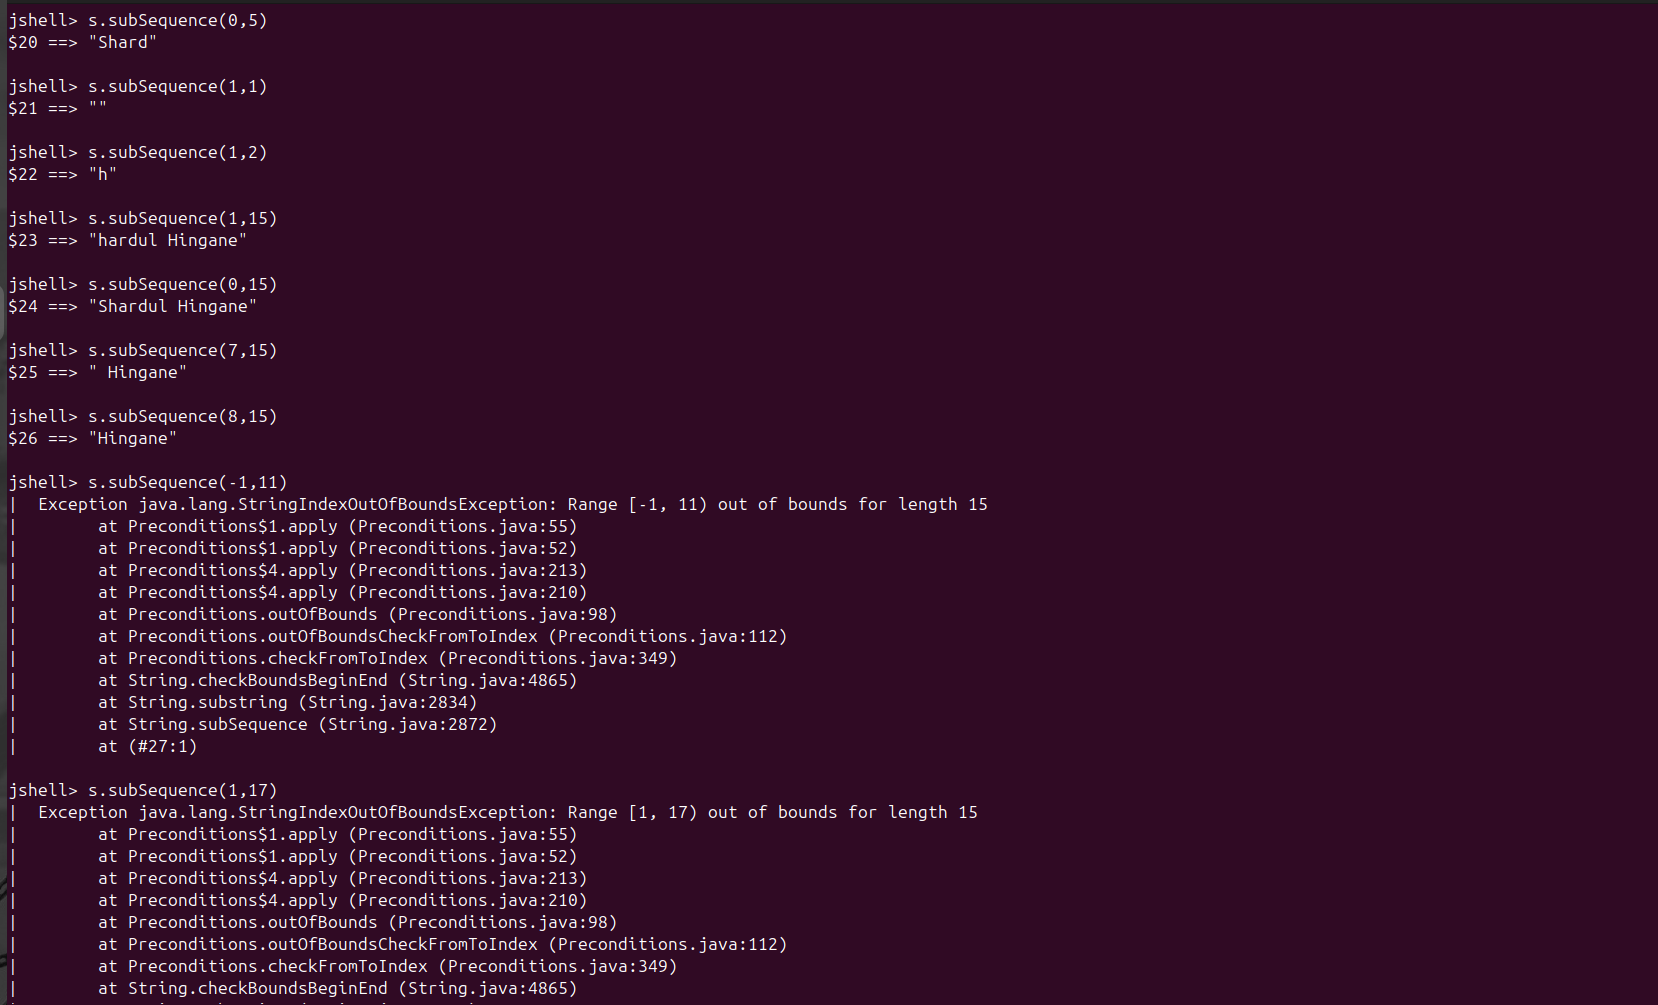 jshell> s.subSequence(0,5)
$20 ==> "Shard"
jshell> s.subSequence(1,1)
$21 ==> ""
jshell> s.subSequence(1,2)
$22 ==> "h"
jshell> s.subSequence(1,15)
$23 ==> "hardul Hingane"
jshell> s.subSequence(0,15)
$24 ==> "Shardul Hingane"
jshell> s.subSequence(7,15)
$25 ==> " Hingane"
jshell> s.subSequence(8,15)
$26 ==> "Hingane"
jshell> s.subSequence(-1,11)
|  Exception java.lang.StringIndexOutOfBoundsException: Range [-1, 11) out of bounds for length 15
|        at Preconditions$1.apply (Preconditions.java:55)
|        at Preconditions$1.apply (Preconditions.java:52)
|        at Preconditions$4.apply (Preconditions.java:213)
|        at Preconditions$4.apply (Preconditions.java:210)
|        at Preconditions.outOfBounds (Preconditions.java:98)
|        at Preconditions.outOfBoundsCheckFromToIndex (Preconditions.java:112)
|        at Preconditions.checkFromToIndex (Preconditions.java:349)
|        at String.checkBoundsBeginEnd (String.java:4865)
|        at String.substring (String.java:2834)
|        at String.subSequence (String.java:2872)
|        at (#27:1)
jshell> s.subSequence(1,17)
|  Exception java.lang.StringIndexOutOfBoundsException: Range [1, 17) out of bounds for length 15
|        at Preconditions$1.apply (Preconditions.java:55)
|        at Preconditions$1.apply (Preconditions.java:52)
|        at Preconditions$4.apply (Preconditions.java:213)
|        at Preconditions$4.apply (Preconditions.java:210)
|        at Preconditions.outOfBounds (Preconditions.java:98)
|        at Preconditions.outOfBoundsCheckFromToIndex (Preconditions.java:112)
|        at Preconditions.checkFromToIndex (Preconditions.java:349)
|        at String.checkBoundsBeginEnd (String.java:4865)